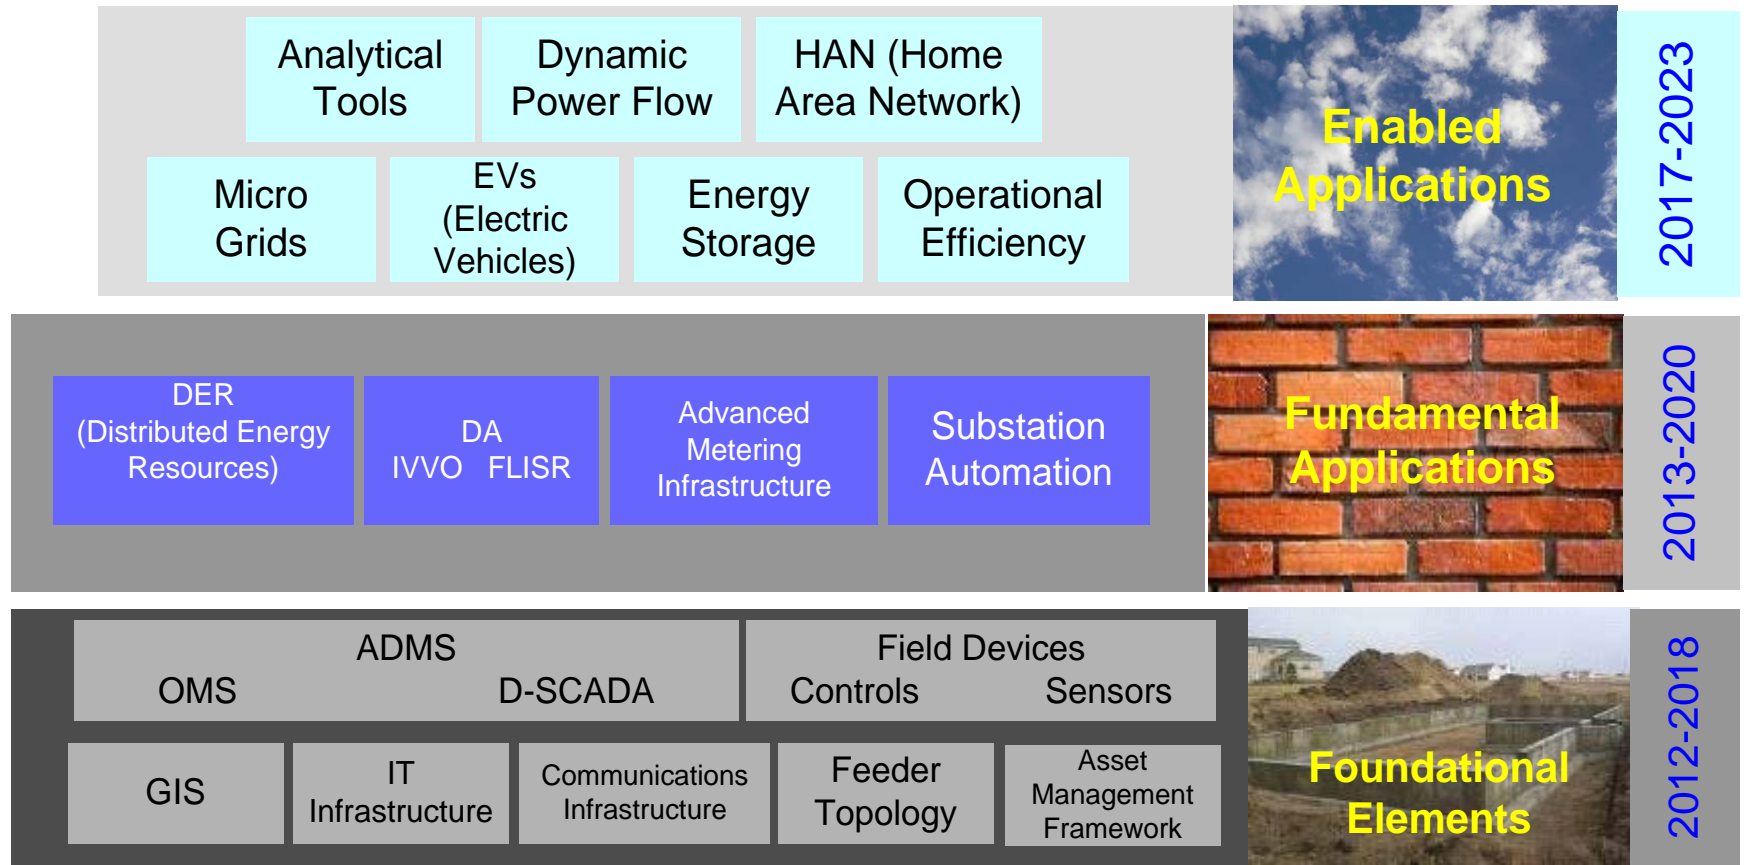 Analytical
Tools
Dynamic
Power Flow
HAN (Home
Area Network)
Micro
Grids
EVs
(Electric
Vehicles)
Energy
Storage
Operational
Efficiency
Enabled
Applications
2017-2023
DER
(Distributed Energy
Resources)
DA
IVVO FLISR
Advanced
Metering
Infrastructure
Substation
Automation
Fundamental
Applications
2013-2020
ADMS
OMS D-SCADA
Field Devices
Controls Sensors
GIS
IT
Infrastructure
Communications
Infrastructure
Feeder
Topology
Asset
Management
Framework
Foundational
Elements
2012-2018